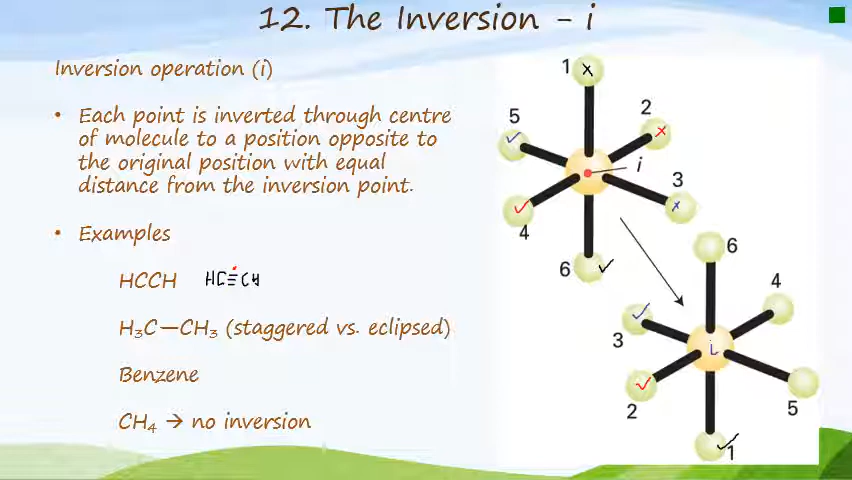 12. The Inversion - i
Inversion operation (i)
• Each point is inverted through centre
of molecule to a position opposite to
the original position with equal
distance from the inversion point.
• Examples
HCCH HC≡CH
H₃C—CH₃ (staggered vs. eclipsed)
Benzene
CH₄ → no inversion
1
5
2
i
3
4
6
6
4
3
i
2
5
1